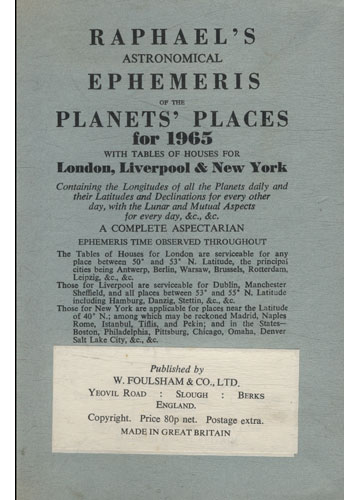 RAPHAEL'S
ASTRONOMICAL
EPHEMERIS
OF THE
PLANETS' PLACES
for 1965
WITH TABLES OF HOUSES FOR
London, Liverpool & New York
Containing the Longitudes of all the Planets daily and
their Latitudes and Declinations for every other
day, with the Lunar and Mutual Aspects
for every day, &c., &c.
A COMPLETE ASPECTARIAN
EPHEMERIS TIME OBSERVED THROUGHOUT
The Tables of Houses for London are serviceable for any
place between 50° and 53° N. Latitude, the principal
cities being Antwerp, Berlin, Warsaw, Brussels, Rotterdam,
Leipzig, &c., &c.
Those for Liverpool are serviceable for Dublin, Manchester
Sheffield, and all places between 53° and 55° N. Latitude
including Hamburg, Danzig, Stettin, &c., &c.
Those for New York are applicable for places near the Latitude
of 40° N.; among which may be reckoned Madrid, Naples
Rome, Istanbul, Tiflis, and Pekin; and in the States—
Boston, Philadelphia, Pittsburg, Chicago, Omaha, Denver
Salt Lake City, &c., &c.
Published by
W. FOULSHAM & CO., LTD.
YEOVIL ROAD : SLOUGH : BERKS
ENGLAND.
Copyright. Price 80p net. Postage extra.
MADE IN GREAT BRITAIN